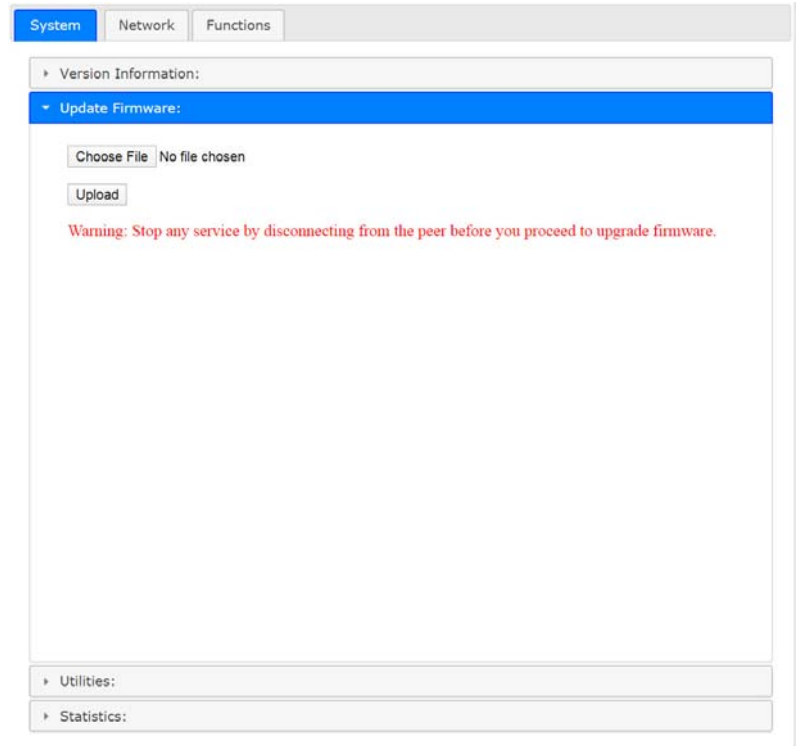 System Network Functions
Version Information:
Update Firmware:
Choose File No file chosen
Upload
Warning: Stop any service by disconnecting from the peer before you proceed to upgrade firmware.
Utilities:
Statistics: